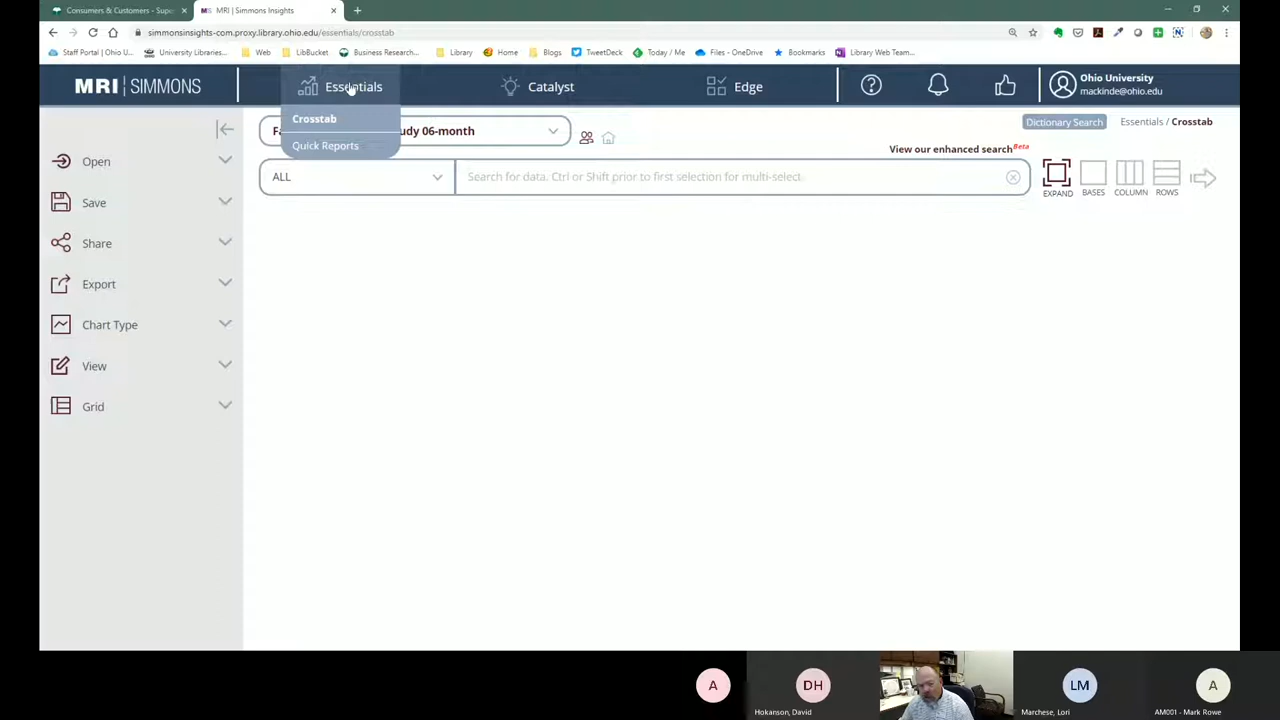 Consumers & Customers - Supe
MRI | Simmons Insights
simmonsinsights-com.proxy.library.ohio.edu/essentials/crosstab
Staff Portal | Ohio U...
University Libraries...
Web
LibBucket
Business Research...
Library
Home
Blogs
TweetDeck
Today / Me
Files - OneDrive
Bookmarks
Library Web Team...
MRI | SIMMONS
Essentials
Catalyst
Edge
Ohio University
mackinde@ohio.edu
Crosstab
Quick Reports
Fa
udy 06-month
Dictionary Search
Essentials / Crosstab
View our enhanced search Beta
ALL
Search for data. Ctrl or Shift prior to first selection for multi-select.
EXPAND
BASES
COLUMN
ROWS
Open
Save
Share
Export
Chart Type
View
Grid
A
DH
LM
A
Hokanson, David
Marchese, Lori
AM001 - Mark Rowe